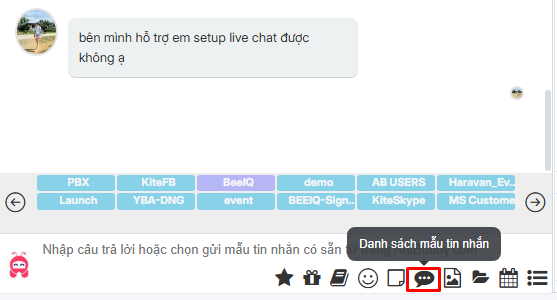 bên mình hỗ trợ em setup live chat được
không ạ
PBX KiteFB BeeIQ demo AB USERS Haravan_Ev..
Launch YBA-DNG event BEEIQ-Sign.. KiteSkype MS Custome
Danh sách mẫu tin nhắn
Nhập câu trả lời hoặc chọn gửi mẫu tin nhắn có sẵn